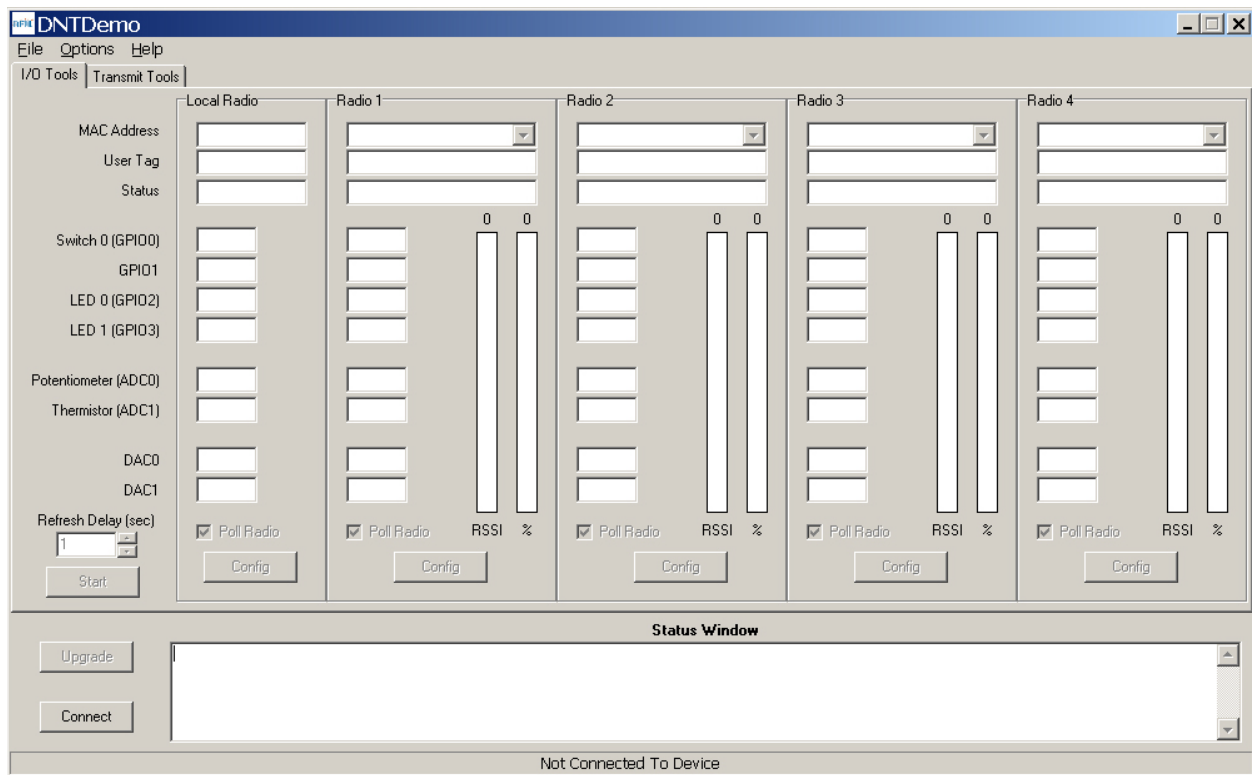 DNTDemo
File Options Help
I/O Tools Transmit Tools
Local Radio Radio 1 Radio 2 Radio 3 Radio 4
MAC Address
User Tag
Status
0 0 0 0 0 0 0 0
Switch 0 (GPIO0)
GPIO1
LED 0 (GPIO2)
LED 1 (GPIO3)
Potentiometer (ADC0)
Thermistor (ADC1)
DAC0
DAC1
Refresh Delay (sec)
1
Poll Radio Poll Radio RSSI % Poll Radio RSSI % Poll Radio RSSI % Poll Radio RSSI %
Start Config Config Config Config Config
Status Window
Upgrade
Connect
Not Connected To Device